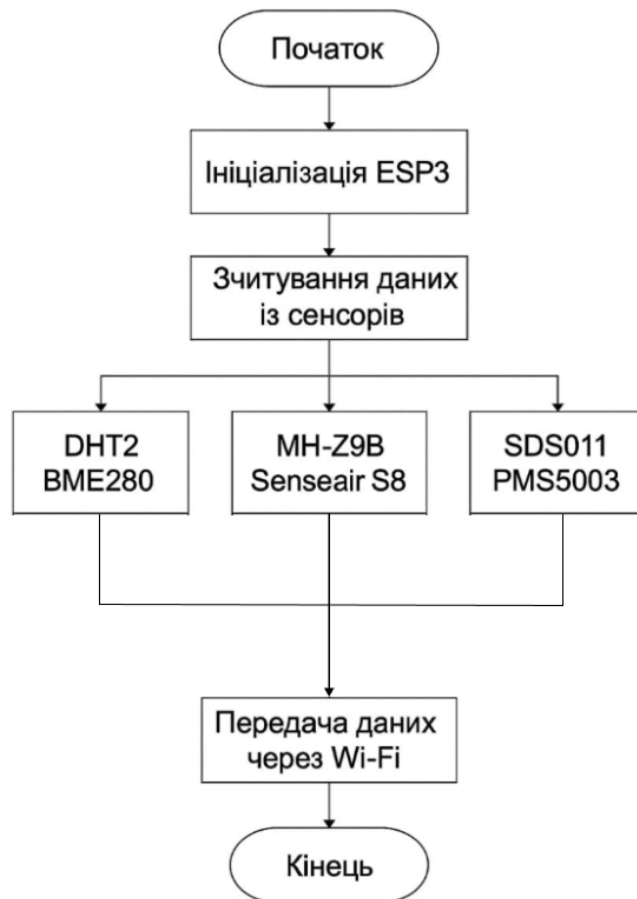 Початок
Ініціалізація ESP3
Зчитування даних
із сенсорів
DHT2
BME280
MH-Z9B
Senseair S8
SDS011
PMS5003
Передача даних
через Wi-Fi
Кінець